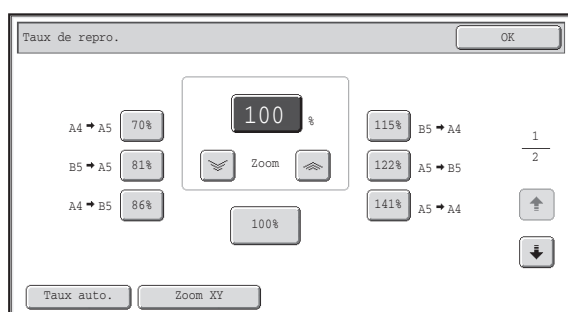 Taux de repro.
OK
A4 → A5 70%
B5 → A5 81%
A4 → B5 86%
100 %
Zoom
100%
115% B5 → A4
122% A5 → B5
141% A5 → A4
1
2
Taux auto.
Zoom XY